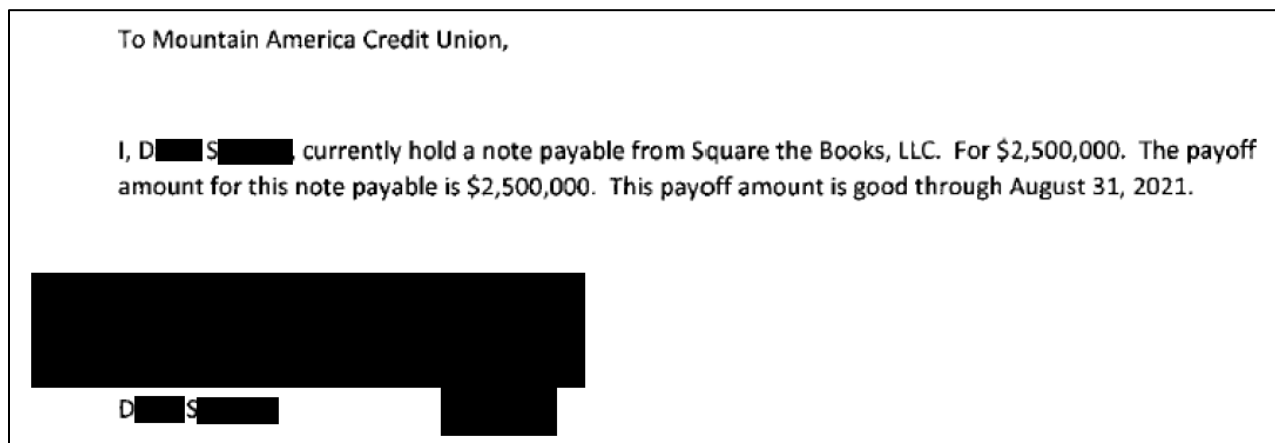 To Mountain America Credit Union,
I, D S , currently hold a note payable from Square the Books, LLC. For $2,500,000. The payoff
amount for this note payable is $2,500,000. This payoff amount is good through August 31, 2021.
D S